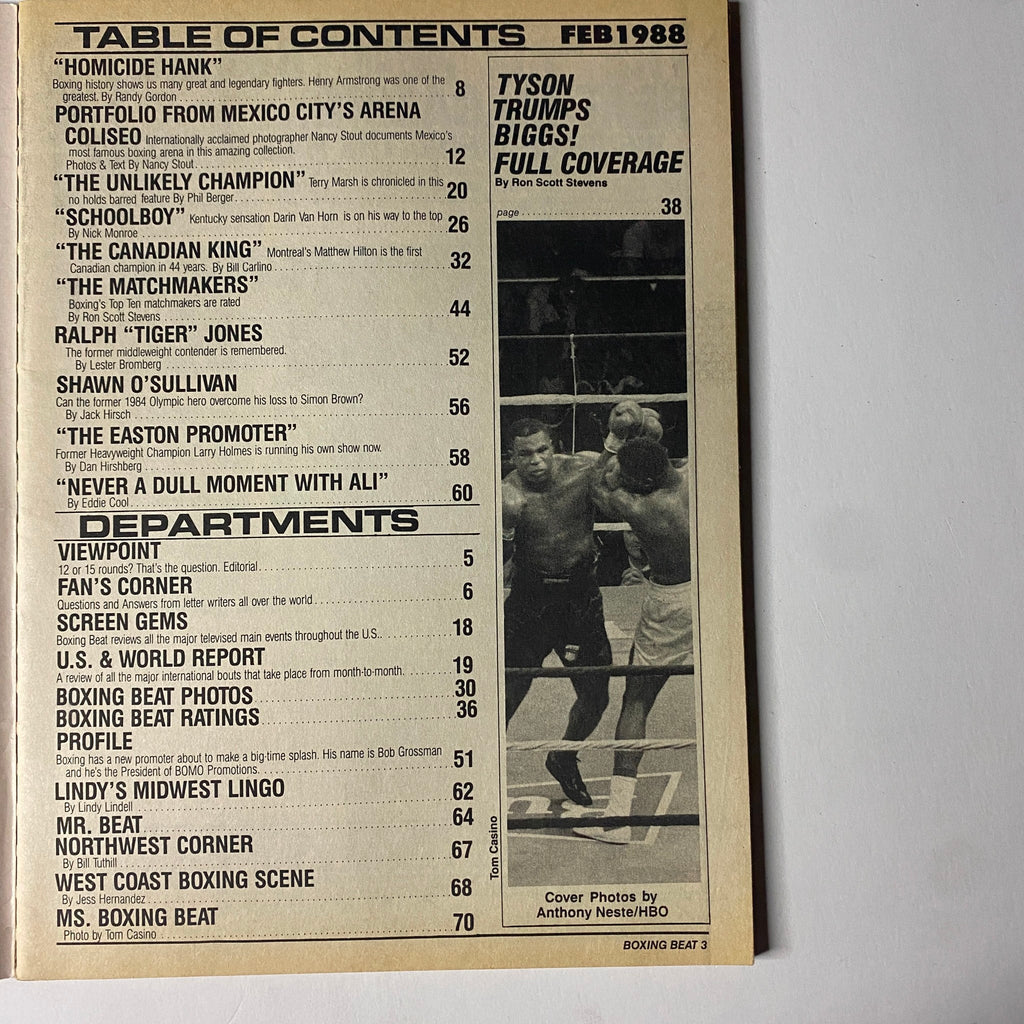 TABLE OF CONTENTS FEB 1988
"HOMICIDE HANK"
Boxing history shows us many great and legendary fighters. Henry Armstrong was one of the
greatest. By Randy Gordon 8
PORTFOLIO FROM MEXICO CITY'S ARENA
COLISEO Internationally acclaimed photographer Nancy Stout documents Mexico's
most famous boxing arena in this amazing collection.
Photos & Text By Nancy Stout 12
"THE UNLIKELY CHAMPION" Terry Marsh is chronicled in this
no holds barred feature By Phil Berger 20
"SCHOOLBOY" Kentucky sensation Darin Van Horn is on his way to the top
By Nick Monroe 26
"THE CANADIAN KING" Montreal's Matthew Hilton is the first
Canadian champion in 44 years. By Bill Carlino 32
"THE MATCHMAKERS"
Boxing's Top Ten matchmakers are rated
By Ron Scott Stevens 44
RALPH "TIGER" JONES
The former middleweight contender is remembered.
By Lester Bromberg 52
SHAWN O'SULLIVAN
Can the former 1984 Olympic hero overcome his loss to Simon Brown?
By Jack Hirsch 56
"THE EASTON PROMOTER"
Former Heavyweight Champion Larry Holmes is running his own show now.
By Dan Hirshberg 58
"NEVER A DULL MOMENT WITH ALI"
By Eddie Cool 60
DEPARTMENTS
VIEWPOINT
12 or 15 rounds? That's the question. Editorial 5
FAN'S CORNER
Questions and Answers from letter writers all over the world 6
SCREEN GEMS
Boxing Beat reviews all the major televised main events throughout the U.S. 18
U.S. & WORLD REPORT
A review of all the major international bouts that take place from month-to-month. 19
BOXING BEAT PHOTOS 30
BOXING BEAT RATINGS 36
PROFILE
Boxing has a new promoter about to make a big-time splash. His name is Bob Grossman
and he's the President of BOMO Promotions. 51
LINDY'S MIDWEST LINGO
By Lindy Lindell 62
MR. BEAT 64
NORTHWEST CORNER
By Bill Tuthill 67
WEST COAST BOXING SCENE
By Jess Hernandez 68
MS. BOXING BEAT
Photo by Tom Casino 70
TYSON
TRUMPS
BIGGS!
FULL COVERAGE
By Ron Scott Stevens
page 38
Tom Casino
Cover Photos by
Anthony Neste/HBO
BOXING BEAT 3